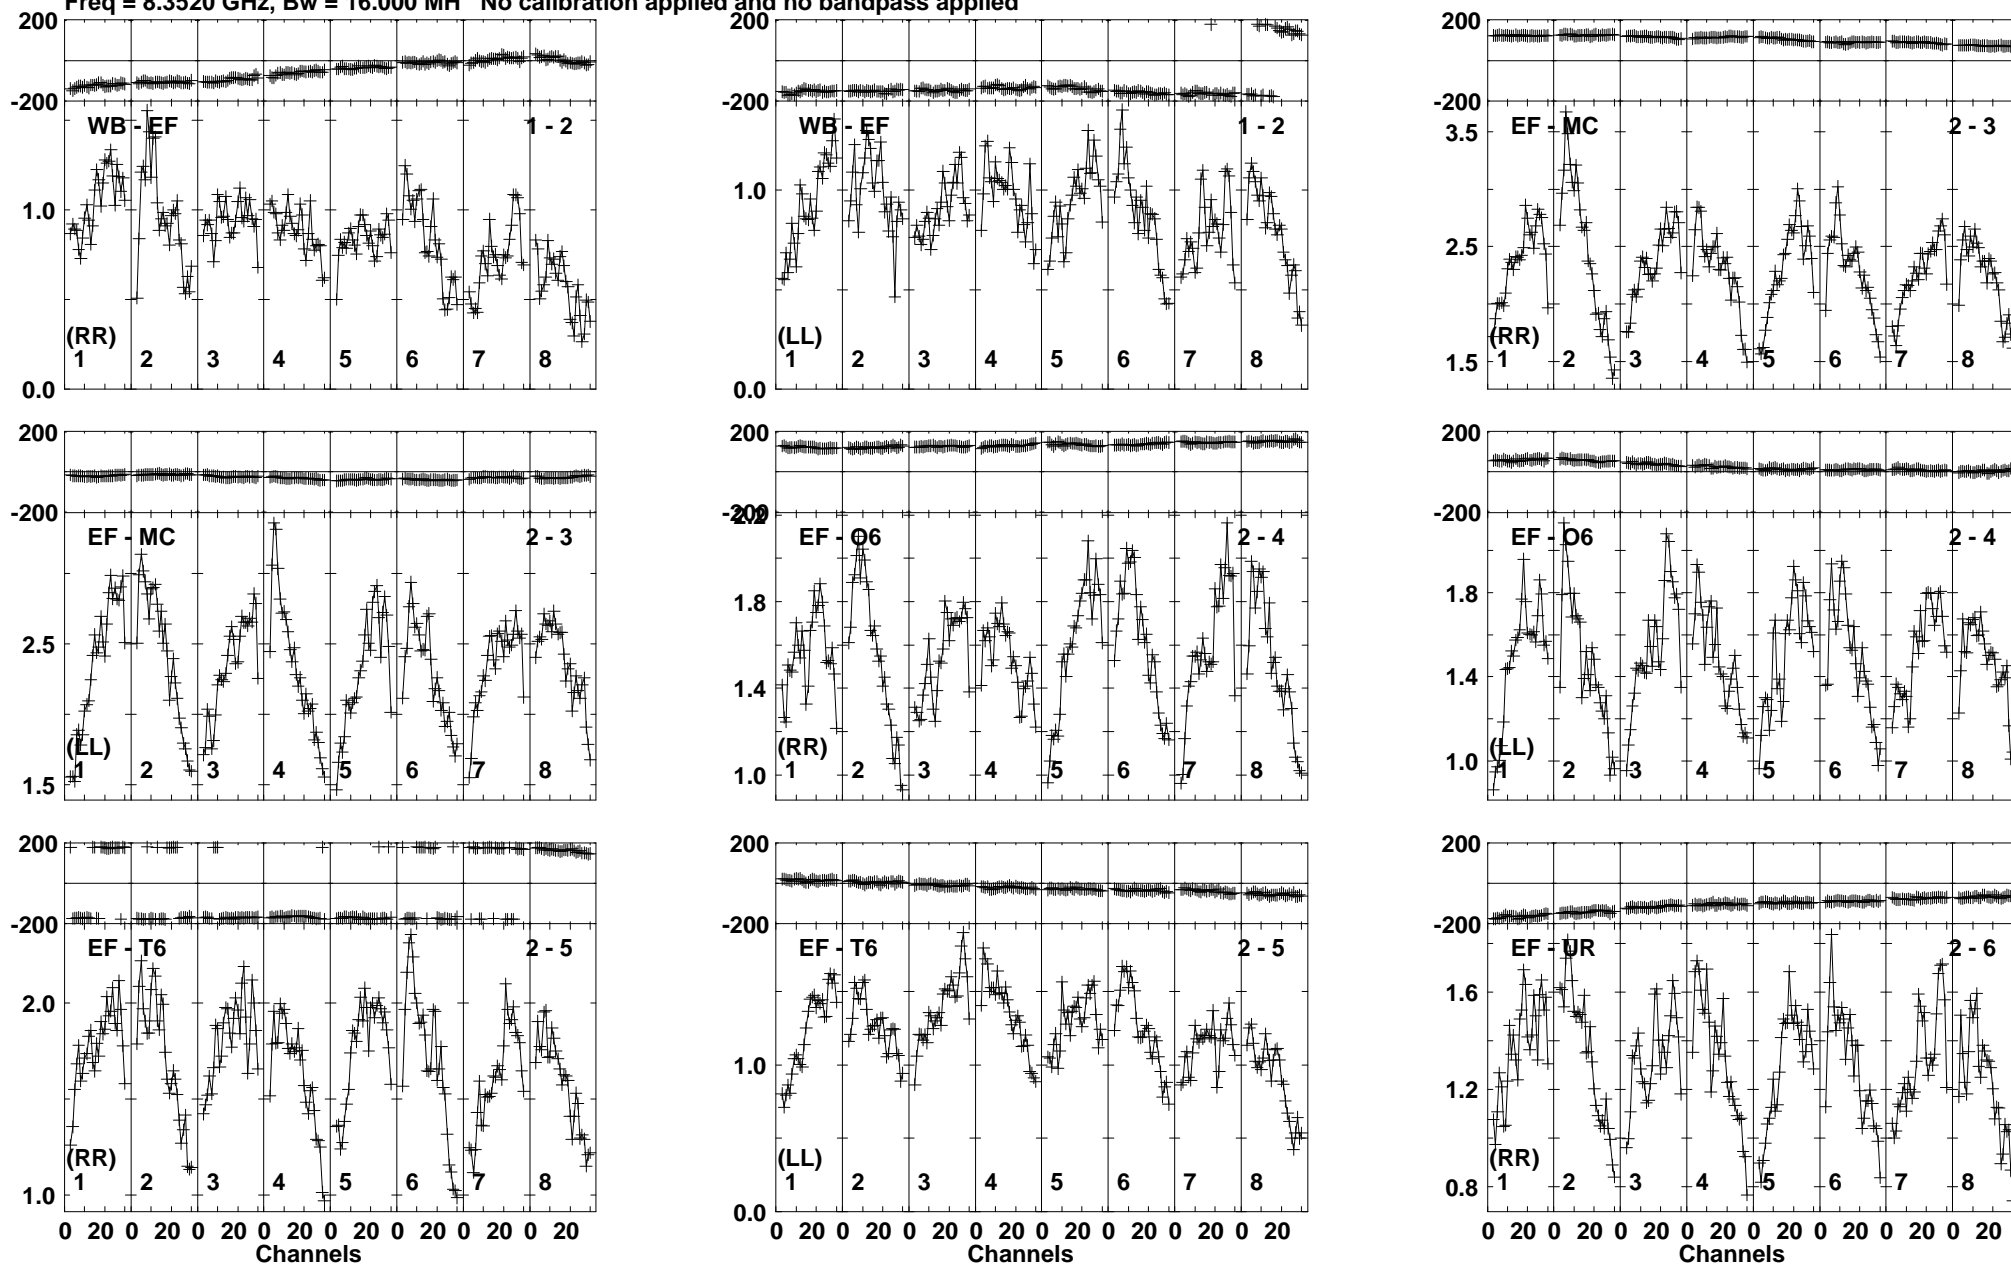 Freq = 8.3520 GHz, Bw = 16.000 MH No calibration applied and no bandpass applied
200 200 200
-200 -200 -200
WB - EF 1 - 2 WB - EF 1 - 2 EF - MC 2 - 3
3.5
1.0 1.0 2.5
(RR) (LL) (RR)
1 2 3 4 5 6 7 8 1 2 3 4 5 6 7 8 1 2 3 4 5 6 7 8
0.0 0.0 1.5
200 200 200
-200 -200 -200
2.2
EF - MC 2 - 3 EF - O6 2 - 4 EF - O6 2 - 4
2.5 1.8 1.8
1.4 1.4
(LL) (RR) (LL)
1 2 3 4 5 6 7 8 1 2 3 4 5 6 7 8 1 2 3 4 5 6 7 8
1.5 1.0 1.0
200 200 200
-200 -200 -200
EF - T6 2 - 5 EF - T6 2 - 5 EF - UR 2 - 6
2.0 1.0 1.6
1.2
(RR) (LL) (RR)
1 2 3 4 5 6 7 8 1 2 3 4 5 6 7 8 1 2 3 4 5 6 7 8
1.0 0.0 0.8
0 20 0 20 0 20 0 20 0 20 0 20 0 20 0 20 0 20 0 20 0 20 0 20 0 20 0 20 0 20 0 20 0 20 0 20 0 20 0 20 0 20 0 20 0 20 0 20
Channels Channels Channels